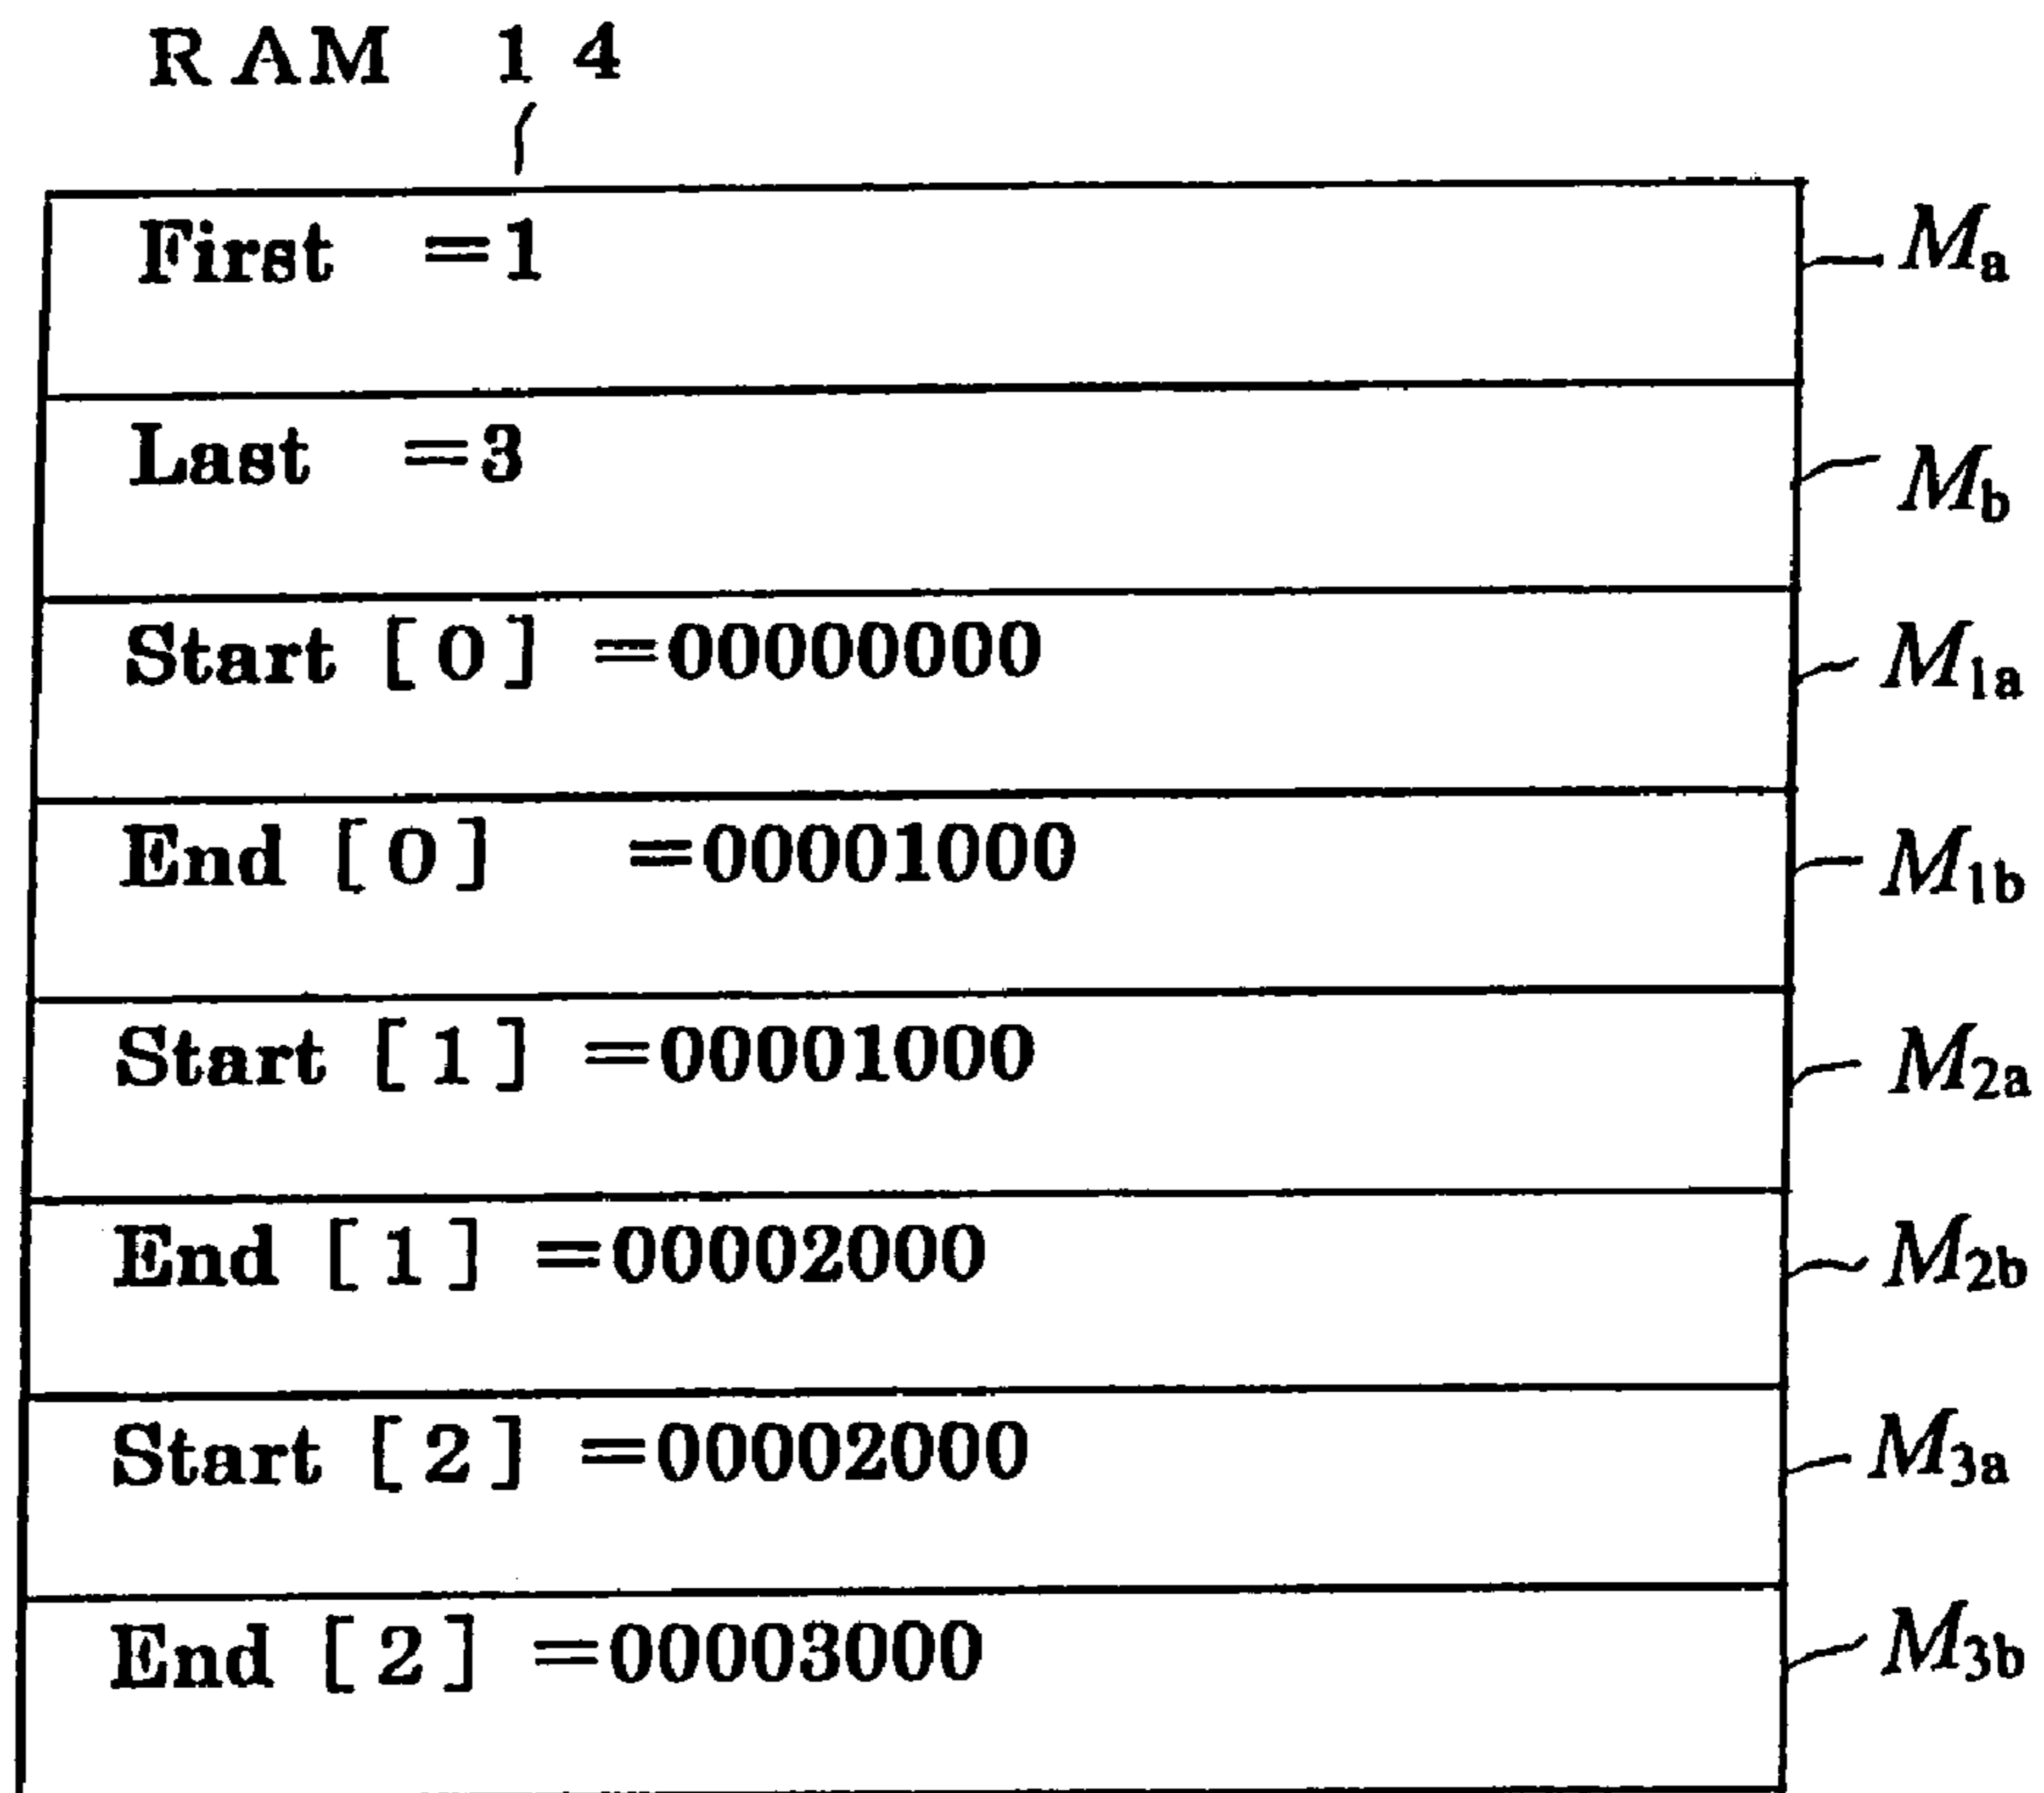 RAM 14
First =1 Ma
Last =3 Mb
Start [0] =00000000 M1a
End [0] =00001000 M1b
Start [1] =00001000 M2a
End [1] =00002000 M2b
Start [2] =00002000 M3a
End [2] =00003000 M3b